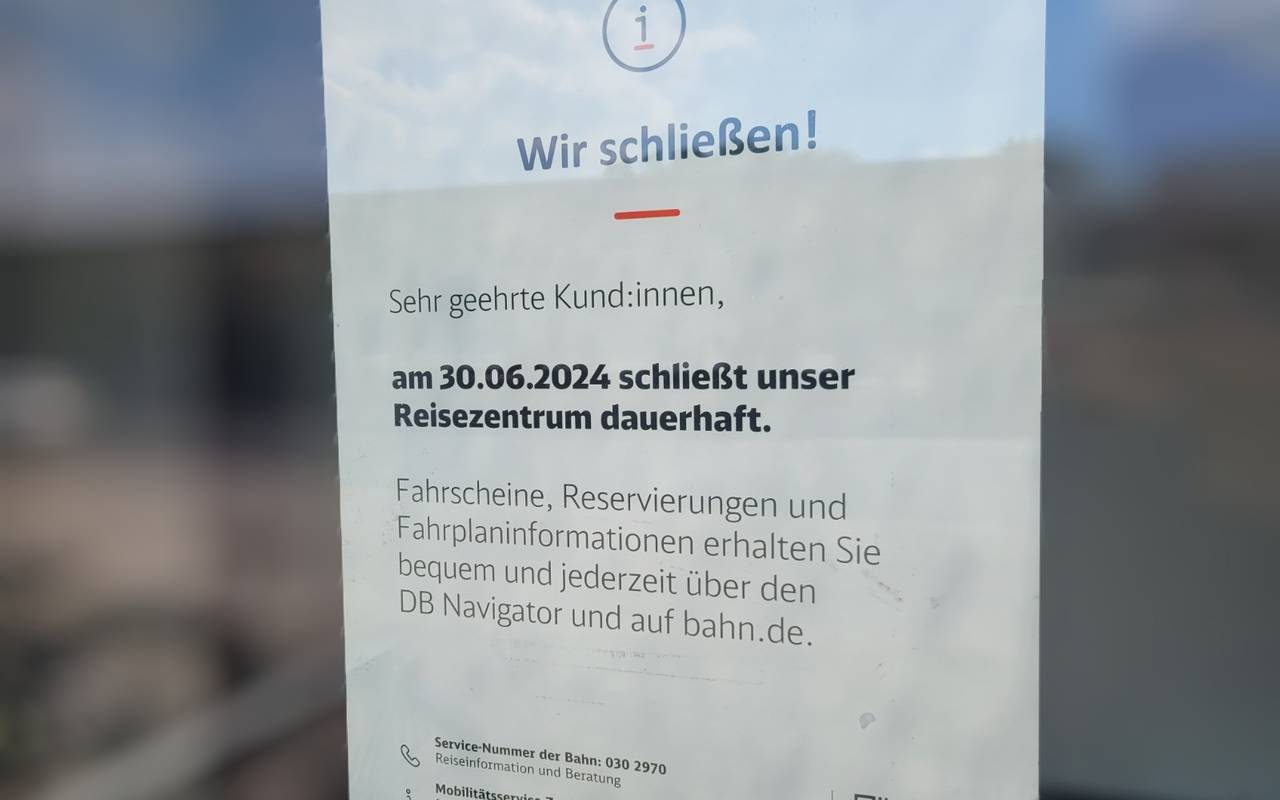 i
Wir schließen!
Sehr geehrte Kund:innen,
am 30.06.2024 schließt unser
Reisezentrum dauerhaft.
Fahrscheine, Reservierungen und
Fahrplaninformationen erhalten Sie
bequem und jederzeit über den
DB Navigator und auf bahn.de.
Service-Nummer der Bahn: 030 2970
Reiseinformation und Beratung